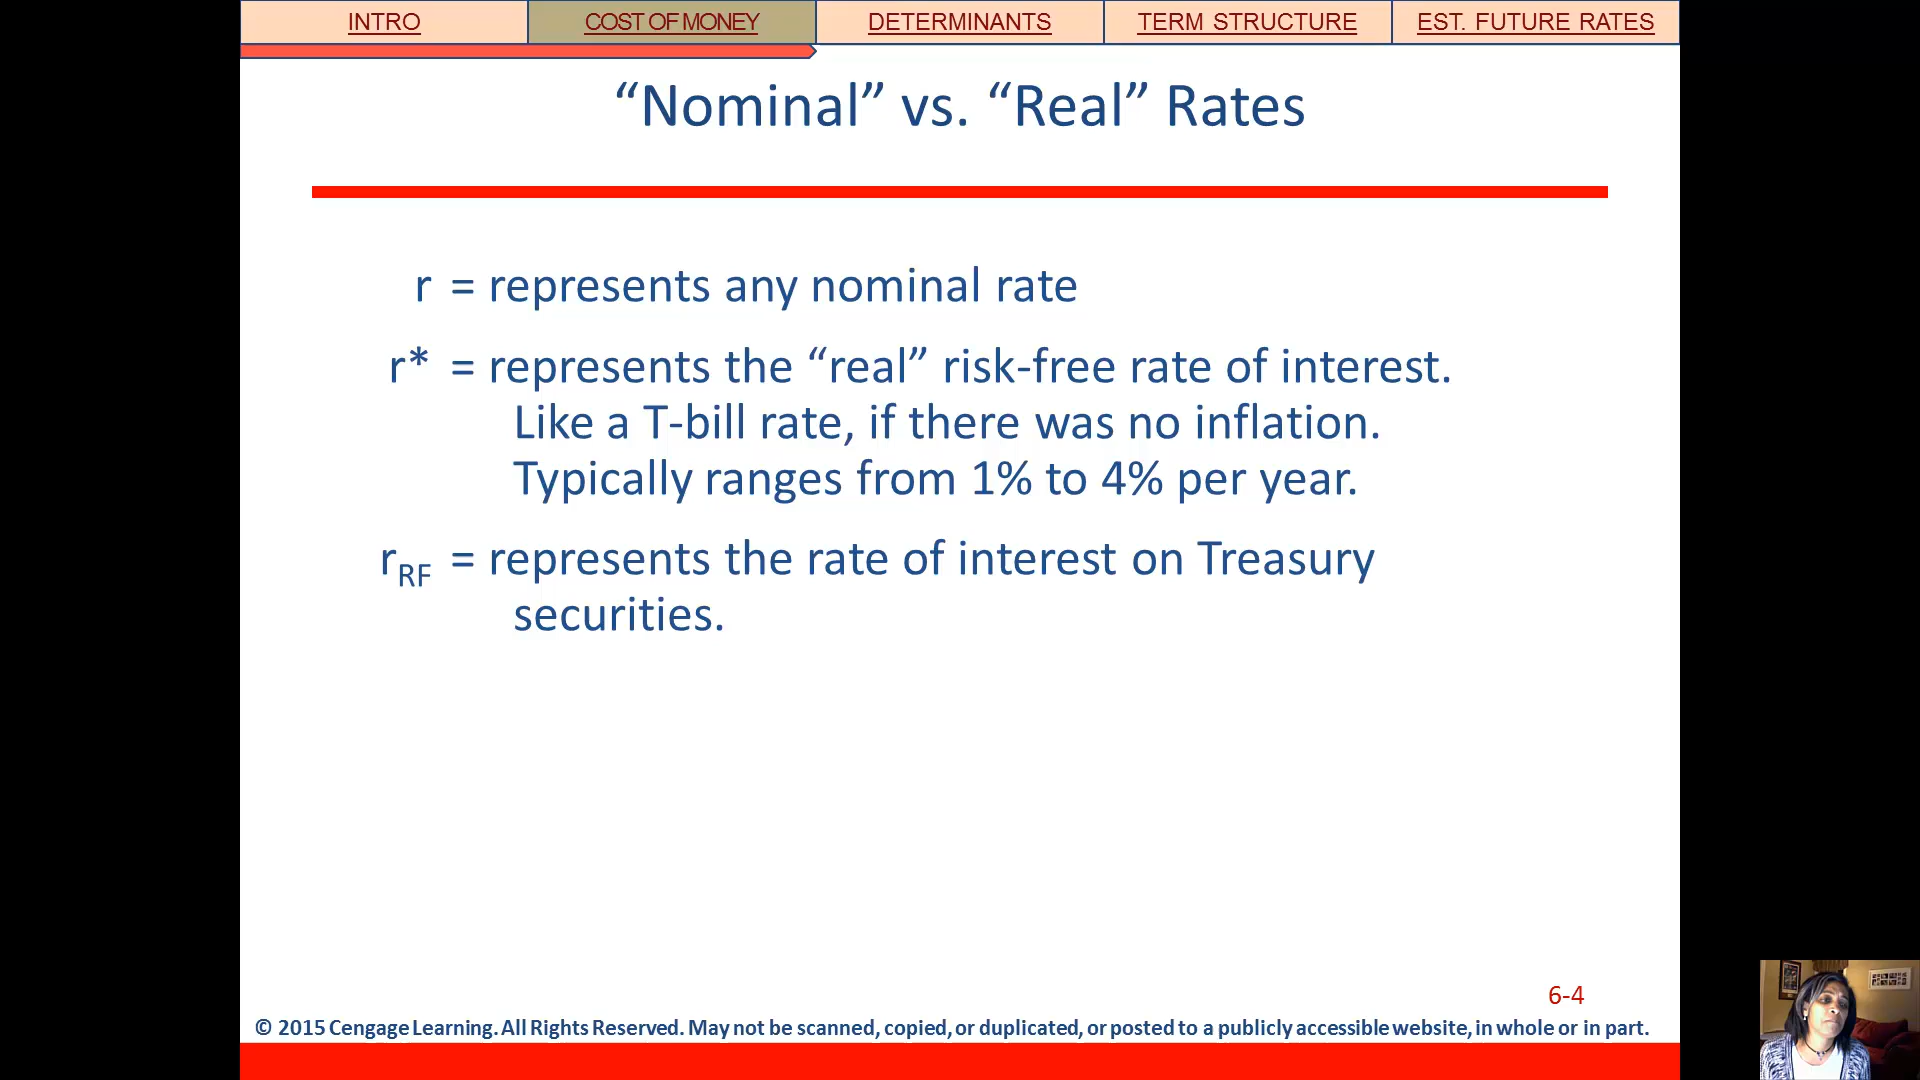 INTRO COST OF MONEY DETERMINANTS TERM STRUCTURE EST. FUTURE RATES
“Nominal” vs. “Real” Rates
r = represents any nominal rate
r* = represents the “real” risk-free rate of interest.
Like a T-bill rate, if there was no inflation.
Typically ranges from 1% to 4% per year.
rRF = represents the rate of interest on Treasury
securities.
6-4
© 2015 Cengage Learning. All Rights Reserved. May not be scanned, copied, or duplicated, or posted to a publicly accessible website, in whole or in part.